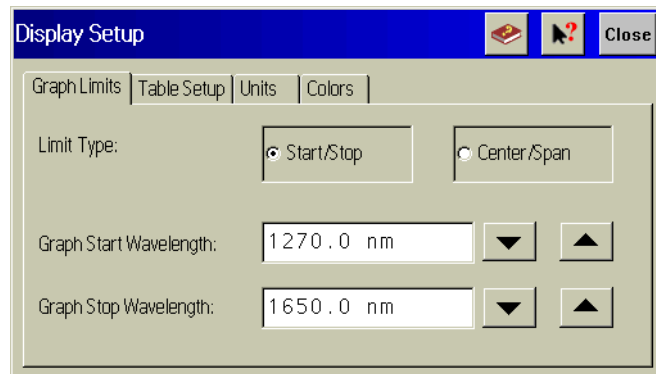 Display Setup
?
Close
Graph Limits Table Setup Units Colors
Limit Type: Start/Stop Center/Span
Graph Start Wavelength: 1270.0 nm
Graph Stop Wavelength: 1650.0 nm